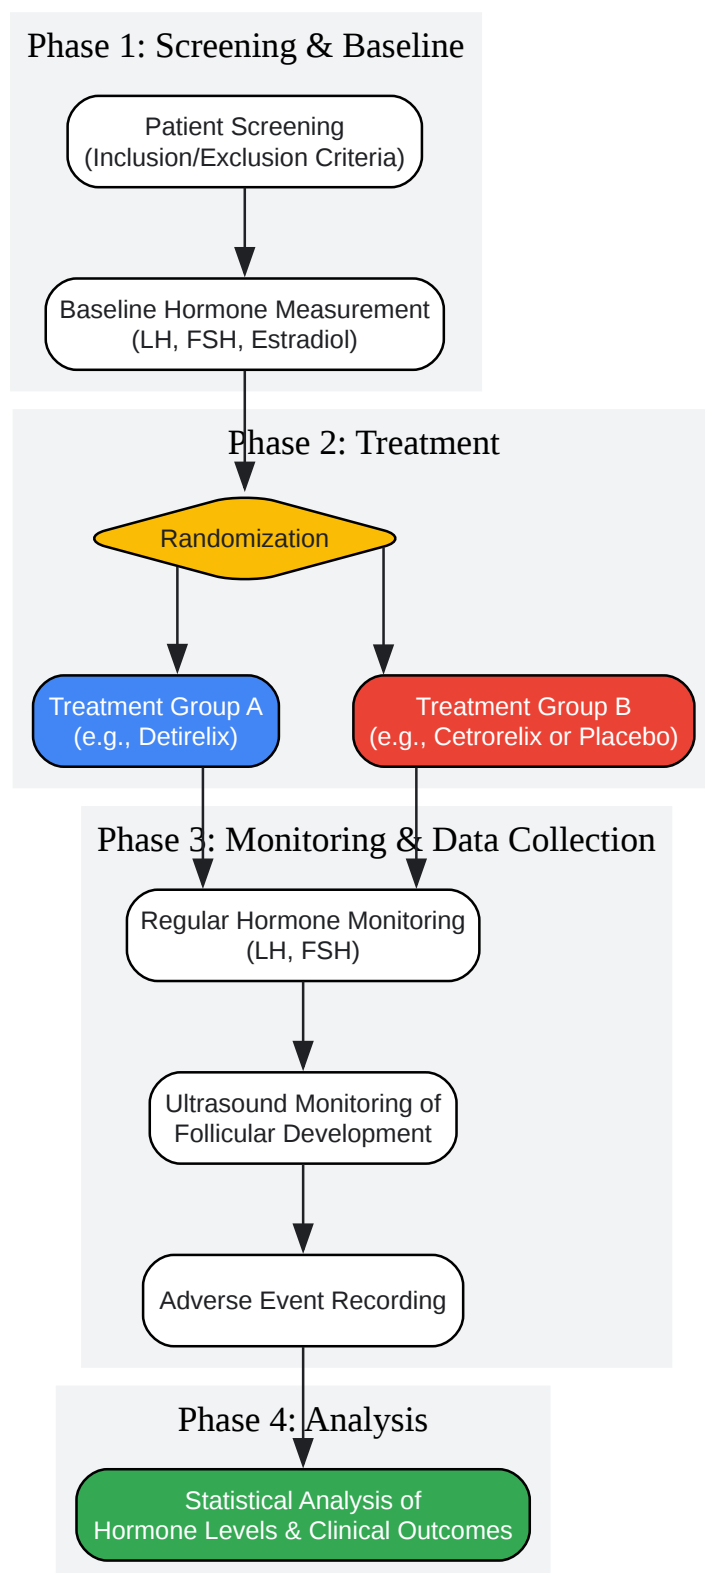 Phase 1: Screening & Baseline
Patient Screening
(Inclusion/Exclusion Criteria)
Baseline Hormone Measurement
(LH, FSH, Estradiol)
Phase 2: Treatment
Randomization
Treatment Group A
(e.g., Detirelix)
Treatment Group B
(e.g., Cetrorelix or Placebo)
Phase 3: Monitoring & Data Collection
Regular Hormone Monitoring
(LH, FSH)
Ultrasound Monitoring of
Follicular Development
Adverse Event Recording
Phase 4: Analysis
Statistical Analysis of
Hormone Levels & Clinical Outcomes